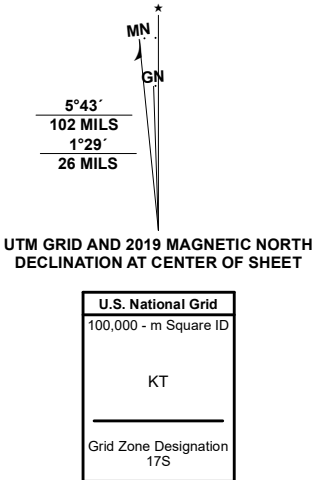 ★
MN
GN
5°43´
102 MILS
1°29´
26 MILS
UTM GRID AND 2019 MAGNETIC NORTH
DECLINATION AT CENTER OF SHEET
U.S. National Grid
100,000 - m Square ID
KT
Grid Zone Designation
17S